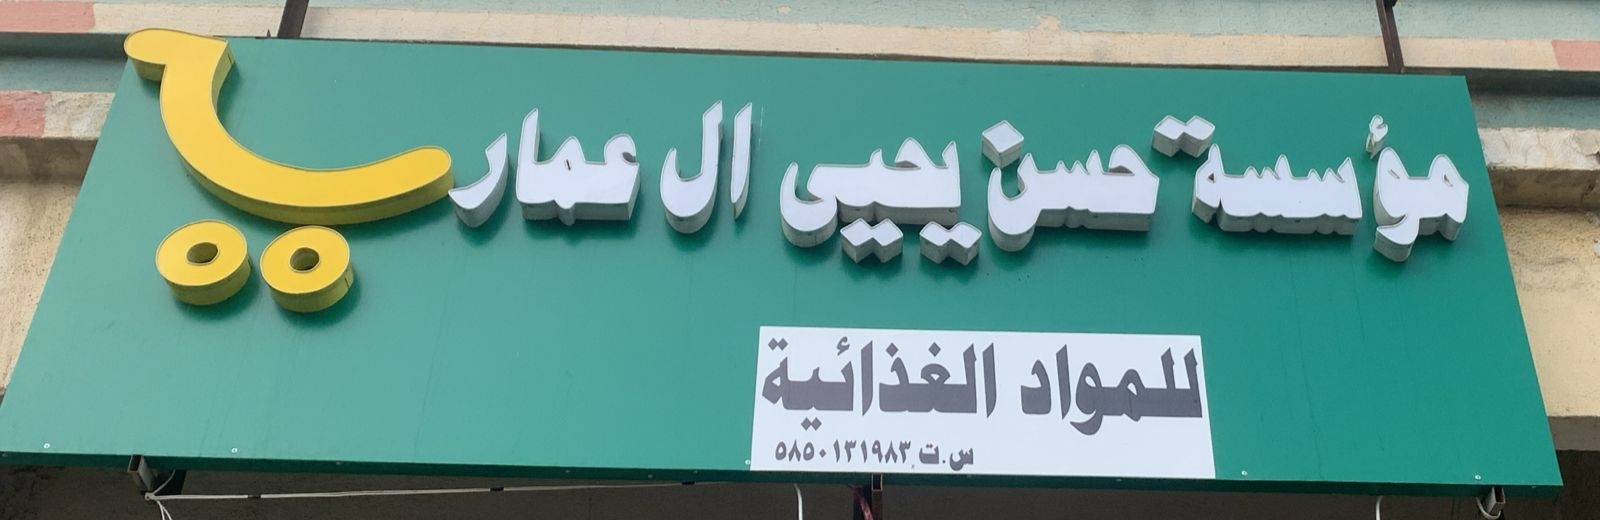 مؤسسة حسن يحيى ال عمار
للمواد الغذائية
س.ت ٥٨٥٠١٣١٩٨٣